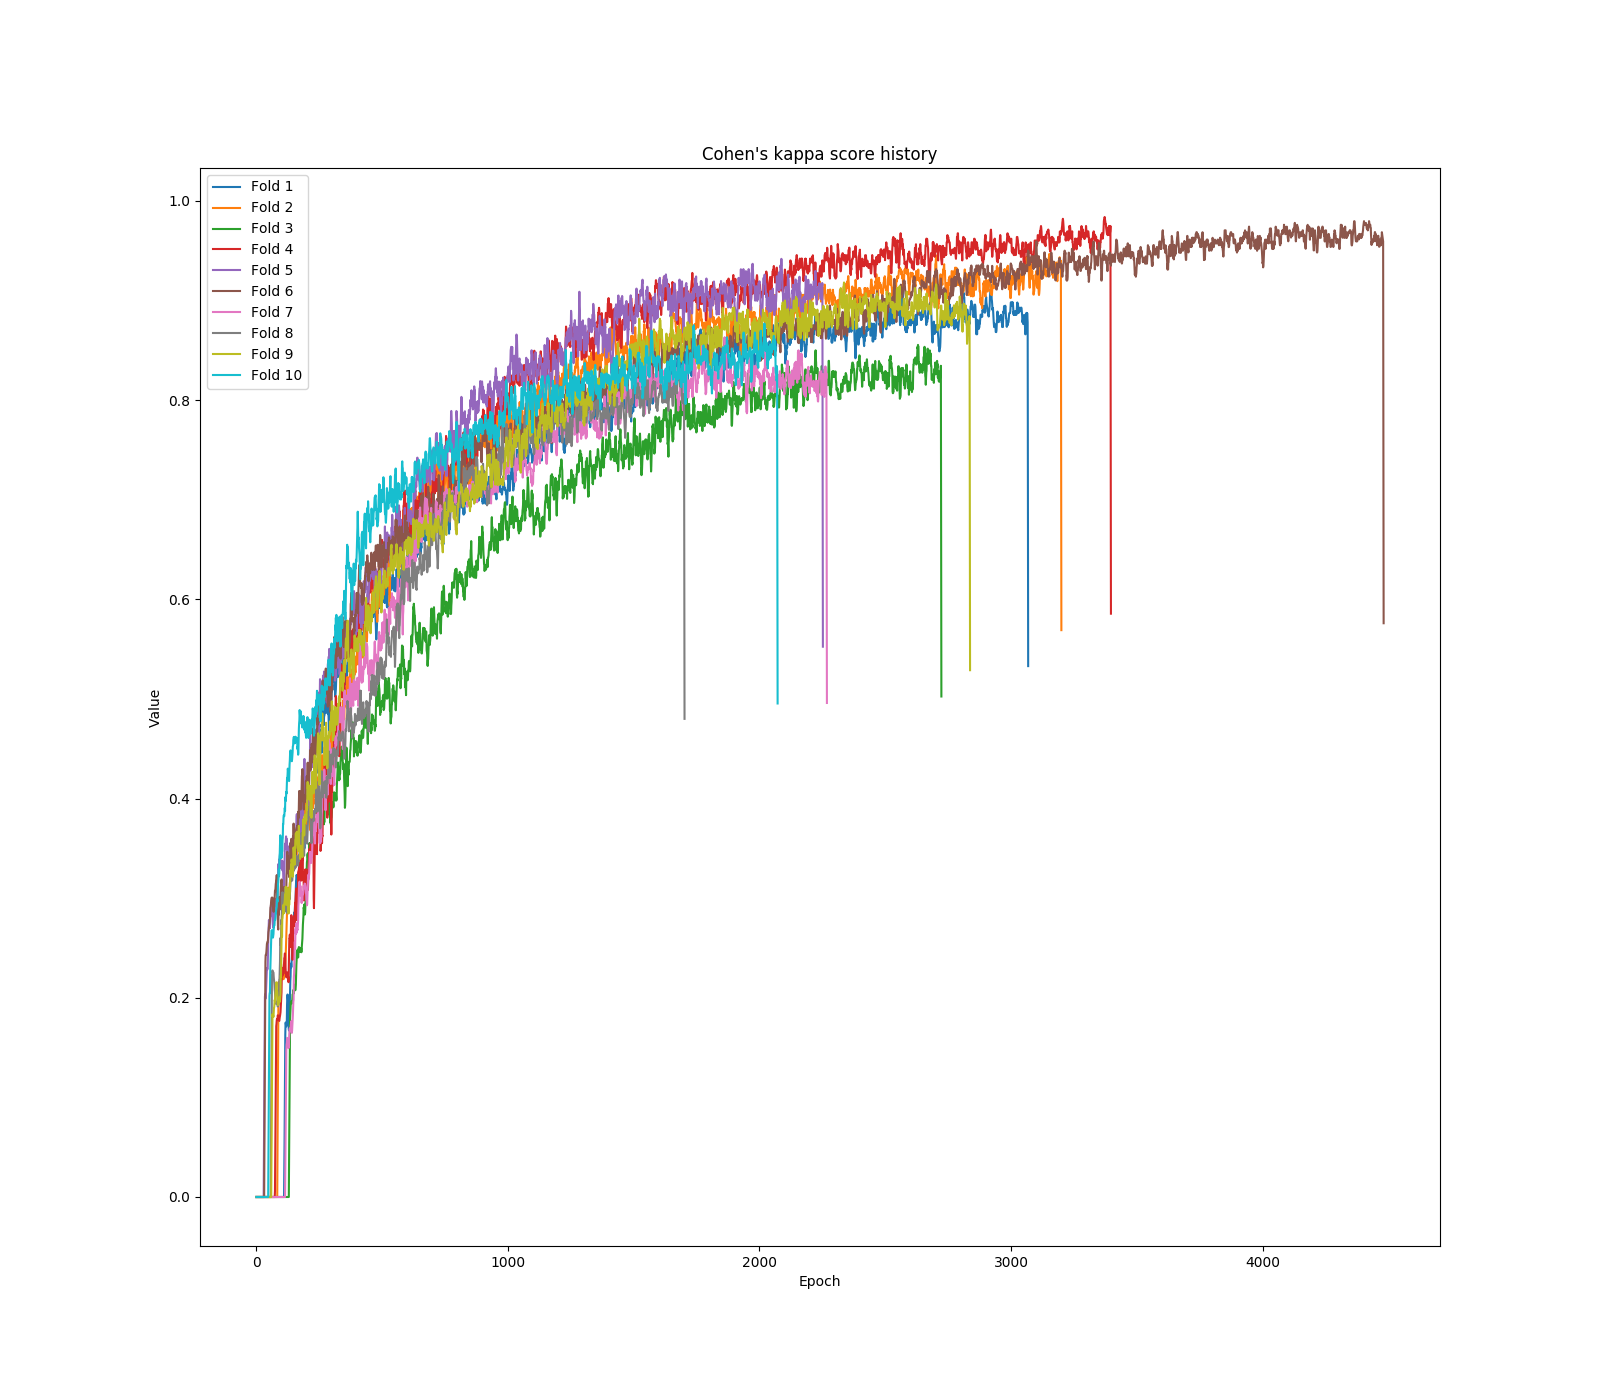 Cohen's kappa score history
Fold 1
Fold 2
Fold 3
Fold 4
Fold 5
Fold 6
Fold 7
Fold 8
Fold 9
Fold 10
1.0
0.8
0.6
0.4
0.2
0.0
Value
0 1000 2000 3000 4000
Epoch